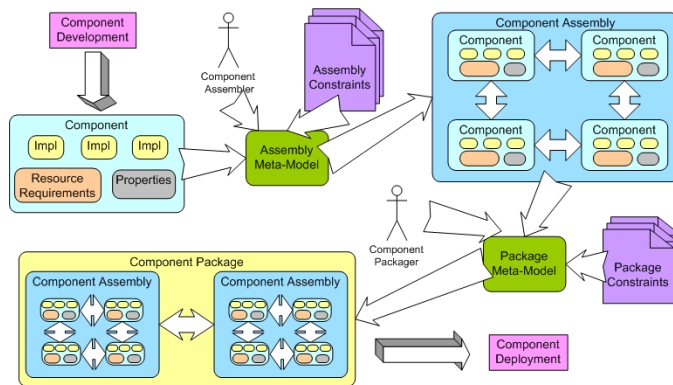 Component
Development
Component
Assembler
Assembly
Constraints
Component Assembly
Component
Component
Component
Component
Component
Impl
Impl
Impl
Resource
Requirements
Properties
Assembly
Meta-Model
Component
Packager
Package
Meta-Model
Package
Constraints
Component Package
Component Assembly
Component Assembly
Component
Deployment